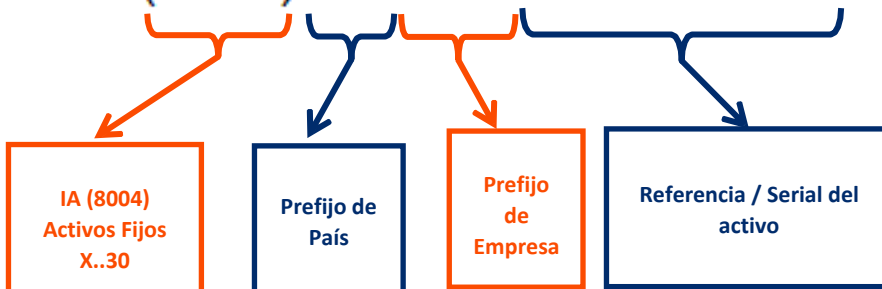 IA (8004)
Activos Fijos
X..30
Prefijo de
País
Prefijo
de
Empresa
Referencia / Serial del
activo